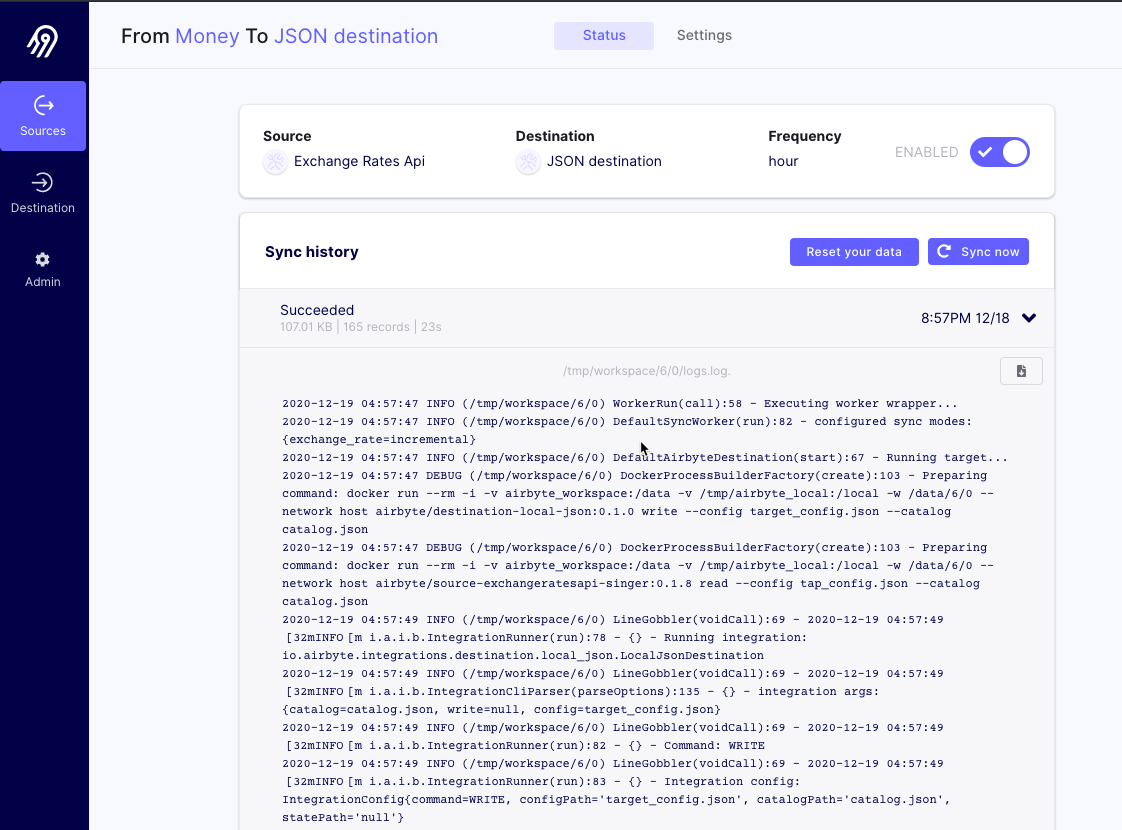 From Money To JSON destination
Status
Settings
Sources
Destination
Admin
Source
Exchange Rates Api
Destination
JSON destination
Frequency
hour
ENABLED
Sync history
Reset your data
Sync now
Succeeded
107.01 KB | 165 records | 23s
8:57PM 12/18
/tmp/workspace/6/0/logs.log.
2020-12-19 04:57:47 INFO (/tmp/workspace/6/0) WorkerRun(call):58 - Executing worker wrapper...
2020-12-19 04:57:47 INFO (/tmp/workspace/6/0) DefaultSyncWorker(run):82 - configured sync modes:
{exchange_rate=incremental}
2020-12-19 04:57:47 INFO (/tmp/workspace/6/0) DefaultAirbyteDestination(start):67 - Running target...
2020-12-19 04:57:47 DEBUG (/tmp/workspace/6/0) DockerProcessBuilderFactory(create):103 - Preparing
command: docker run --rm -i -v airbyte_workspace:/data -v /tmp/airbyte_local:/local -w /data/6/0 --
network host airbyte/destination-local-json:0.1.0 write --config target_config.json --catalog
catalog.json
2020-12-19 04:57:47 DEBUG (/tmp/workspace/6/0) DockerProcessBuilderFactory(create):103 - Preparing
command: docker run --rm -i -v airbyte_workspace:/data -v /tmp/airbyte_local:/local -w /data/6/0 --
network host airbyte/source-exchangeratesapi-singer:0.1.8 read --config tap_config.json --catalog
catalog.json
2020-12-19 04:57:49 INFO (/tmp/workspace/6/0) LineGobbler(voidCall):69 - 2020-12-19 04:57:49
[32mINFO [m i.a.i.b.IntegrationRunner(run):78 - {} - Running integration:
io.airbyte.integrations.destination.local_json.LocalJsonDestination
2020-12-19 04:57:49 INFO (/tmp/workspace/6/0) LineGobbler(voidCall):69 - 2020-12-19 04:57:49
[32mINFO [m i.a.i.b.IntegrationCliParser(parseOptions):135 - {} - integration args:
{catalog=catalog.json, write=null, config=target_config.json}
2020-12-19 04:57:49 INFO (/tmp/workspace/6/0) LineGobbler(voidCall):69 - 2020-12-19 04:57:49
[32mINFO [m i.a.i.b.IntegrationRunner(run):82 - {} - Command: WRITE
2020-12-19 04:57:49 INFO (/tmp/workspace/6/0) LineGobbler(voidCall):69 - 2020-12-19 04:57:49
[32mINFO [m i.a.i.b.IntegrationRunner(run):83 - {} - Integration config:
IntegrationConfig{command=WRITE, configPath='target_config.json', catalogPath='catalog.json',
statePath='null'}